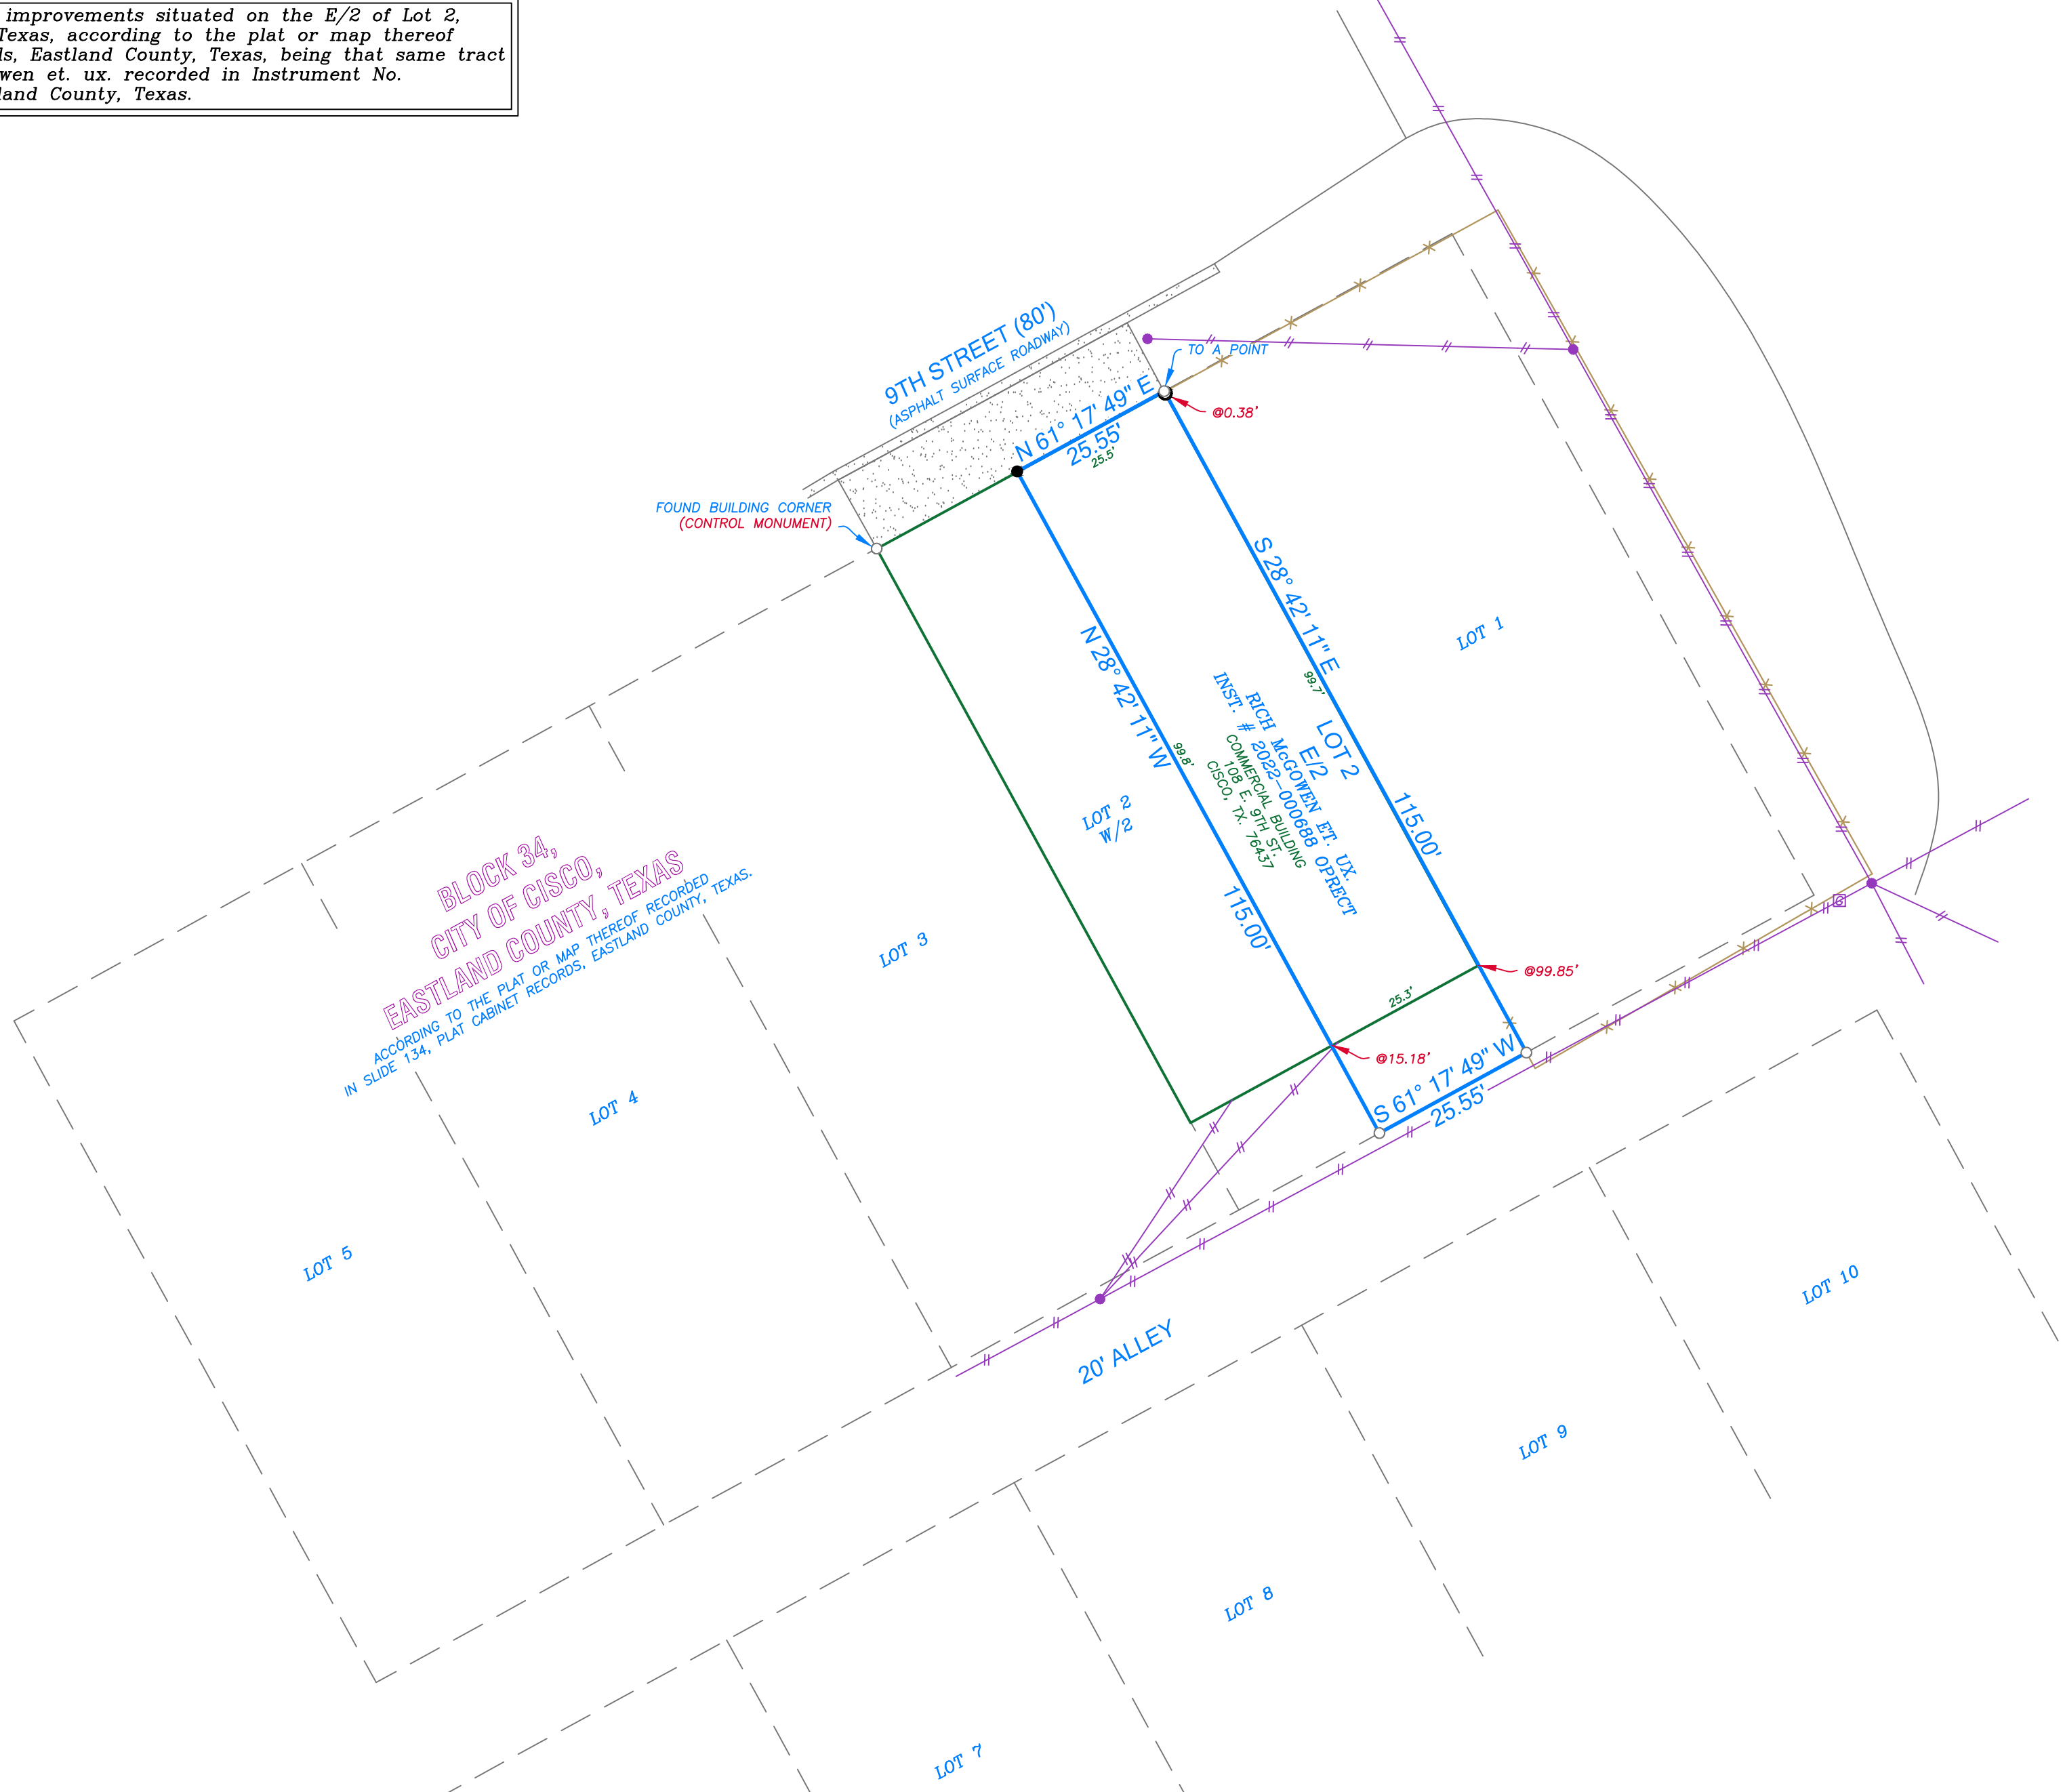 improvements situated on the E/2 of Lot 2,
Texas, according to the plat or map thereof
ls, Eastland County, Texas, being that same tract
wen et. ux. recorded in Instrument No.
land County, Texas.
9TH STREET (80')
(ASPHALT SURFACE ROADWAY)
TO A POINT
@0.38'
N 61° 17' 49" E
25.55'
25.5'
FOUND BUILDING CORNER
(CONTROL MONUMENT)
S 28° 42' 11" E
115.00'
99.7'
LOT 1
N 28° 42' 11" W
115.00'
99.8'
LOT 2
E/2
RICH McGOWEN ET. UX.
INST. # 2022-000688 OPRECT
COMMERCIAL BUILDING
108 E. 9TH ST.
CISCO, TX. 76437
LOT 2
W/2
BLOCK 34,
CITY OF CISCO,
EASTLAND COUNTY, TEXAS
ACCORDING TO THE PLAT OR MAP THEREOF RECORDED
IN SLIDE 134, PLAT CABINET RECORDS, EASTLAND COUNTY, TEXAS.
G
LOT 3
@99.85'
25.3'
@15.18'
S 61° 17' 49" W
25.55'
LOT 4
LOT 5
20' ALLEY
LOT 10
LOT 9
LOT 8
LOT 7